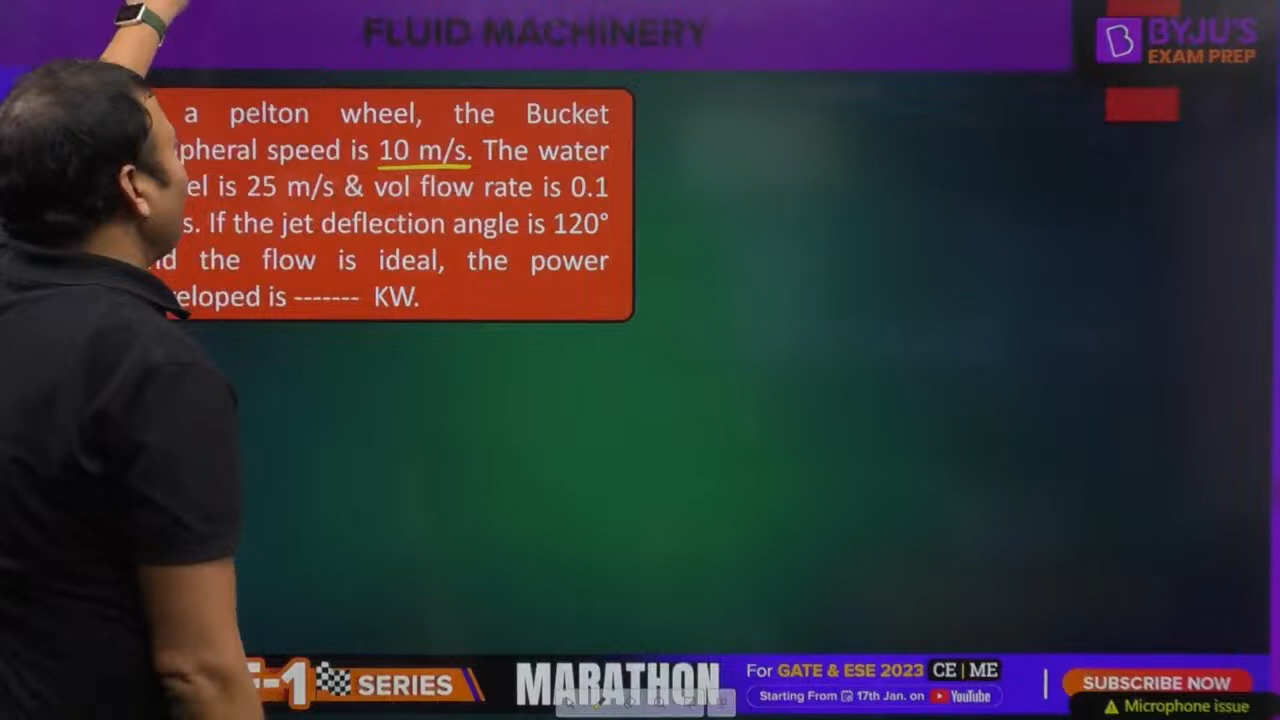 FLUID MACHINERY
BYJU'S
EXAM PREP
a pelton wheel, the Bucket
pheral speed is 10 m/s. The water
el is 25 m/s & vol flow rate is 0.1
s. If the jet deflection angle is 120°
d the flow is ideal, the power
eloped is ------- KW.
-1 SERIES
MARATHON
For GATE & ESE 2023 CE | ME
Starting From 17th Jan. on YouTube
SUBSCRIBE NOW
Microphone issue